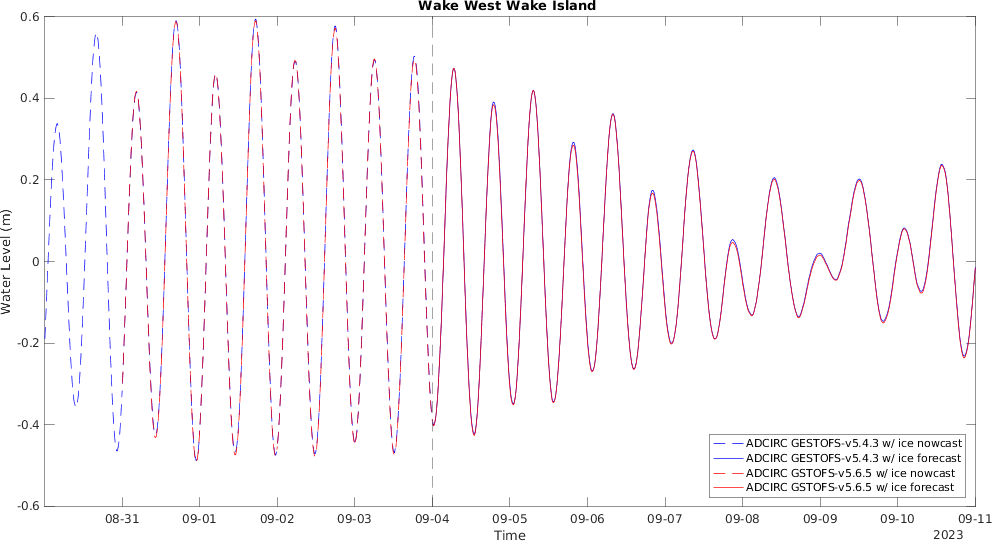 Wake West Wake Island
0.6
0.4
0.2
0
-0.2
-0.4
-0.6
Water Level (m)
ADCIRC GESTOFS-v5.4.3 w/ ice nowcast
ADCIRC GESTOFS-v5.4.3 w/ ice forecast
ADCIRC GSTOFS-v5.6.5 w/ ice nowcast
ADCIRC GSTOFS-v5.6.5 w/ ice forecast
08-31 09-01 09-02 09-03 09-04 09-05 09-06 09-07 09-08 09-09 09-10 09-11
Time
2023